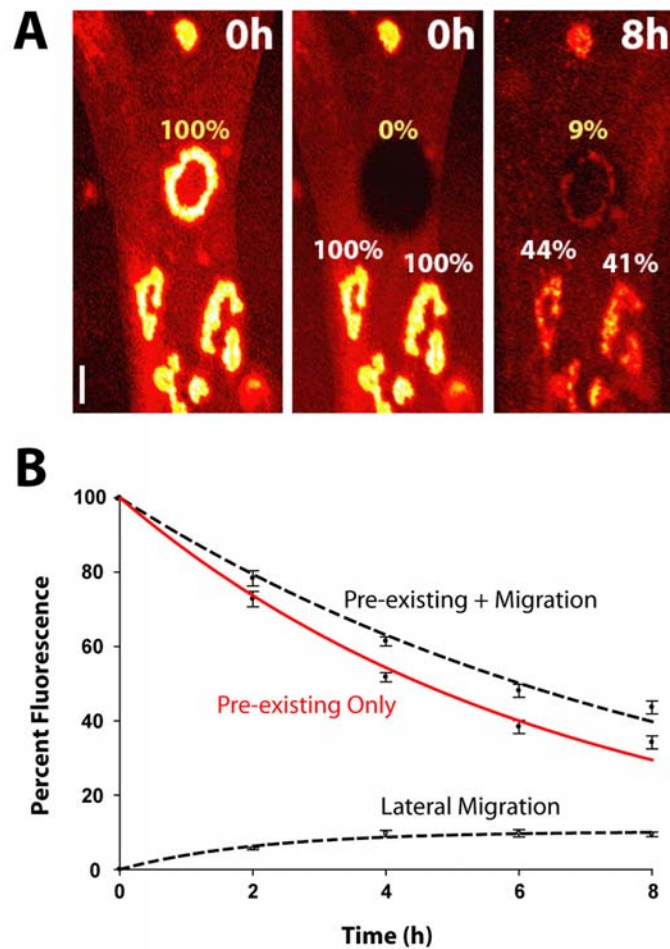 A
0h
0h
8h
100%
0%
9%
100%
100%
44%
41%
B
Percent Fluorescence
100
80
60
40
20
0
Pre-existing + Migration
Pre-existing Only
Lateral Migration
0
2
4
6
8
Time (h)